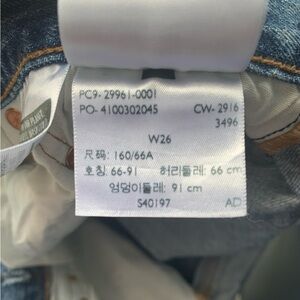 PC9- 29961-0001
PO- 4100302045 CW- 2916
3496
W26
尺码: 160/66A
호칭: 66-91 허리둘레: 66 cm
엉덩이둘레: 91 cm
S40197 AD